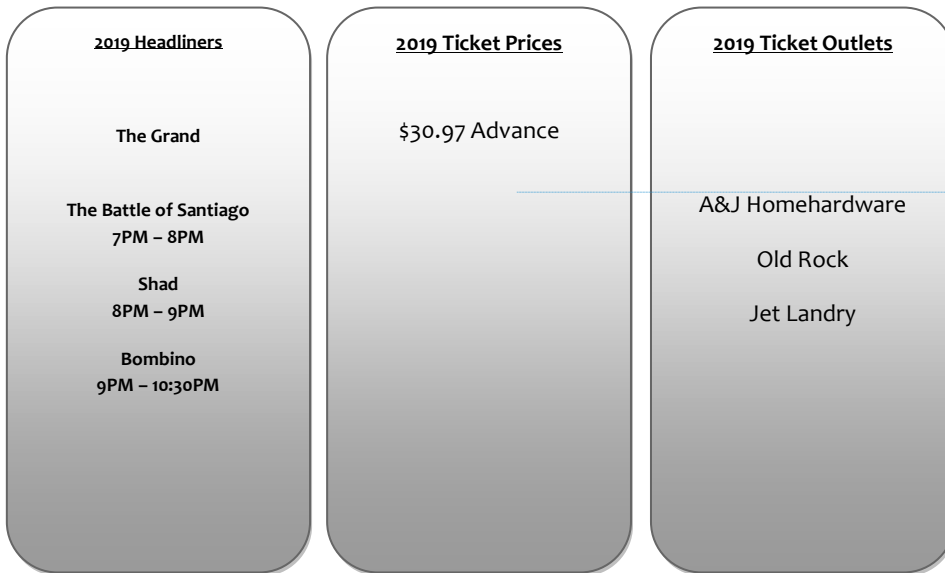 2019 Headliners
The Grand
The Battle of Santiago
7PM – 8PM
Shad
8PM – 9PM
Bombino
9PM – 10:30PM
2019 Ticket Prices
$30.97 Advance
2019 Ticket Outlets
A&J Homehardware
Old Rock
Jet Landry